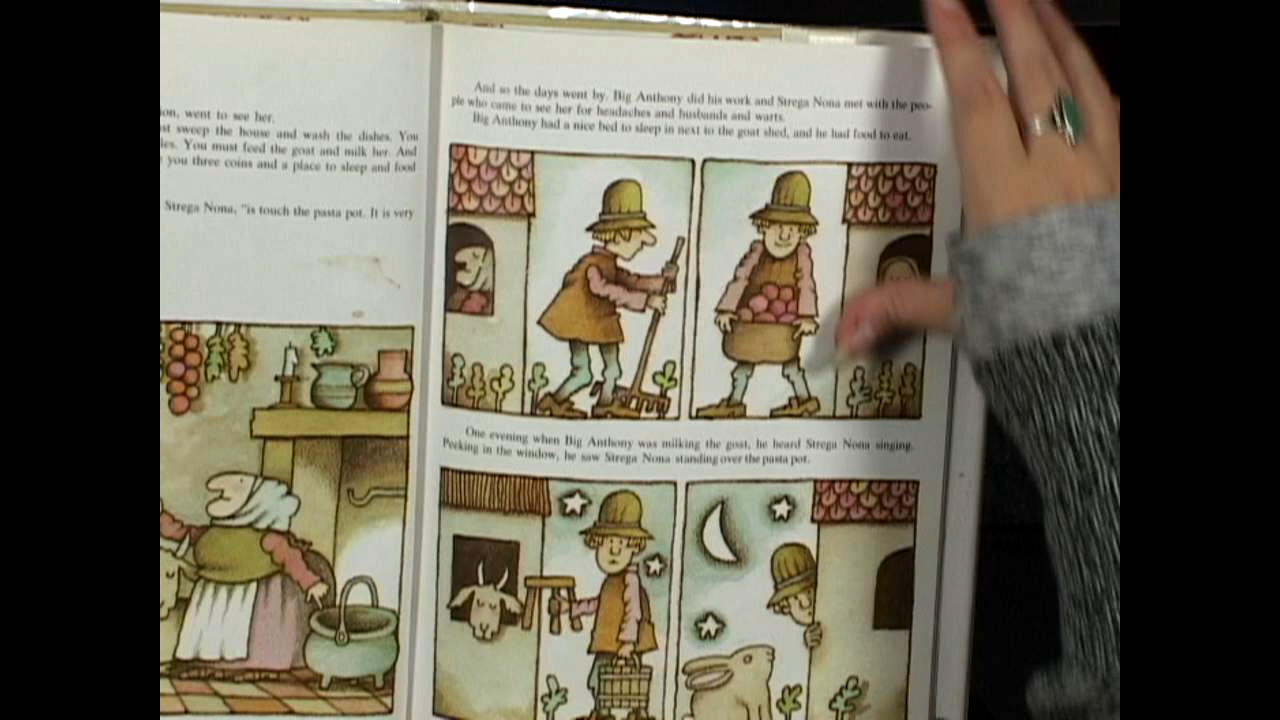 on, went to see her.
st sweep the house and wash the dishes. You
es. You must feed the goat and milk her. And
you three coins and a place to sleep and food
Strega Nona, “is touch the pasta pot. It is very
And so the days went by. Big Anthony did his work and Strega Nona met with the peo-
ple who came to see her for headaches and husbands and warts.
Big Anthony had a nice bed to sleep in next to the goat shed, and he had food to eat.
One evening when Big Anthony was milking the goat, he heard Strega Nona singing.
Peeking in the window, he saw Strega Nona standing over the pasta pot.